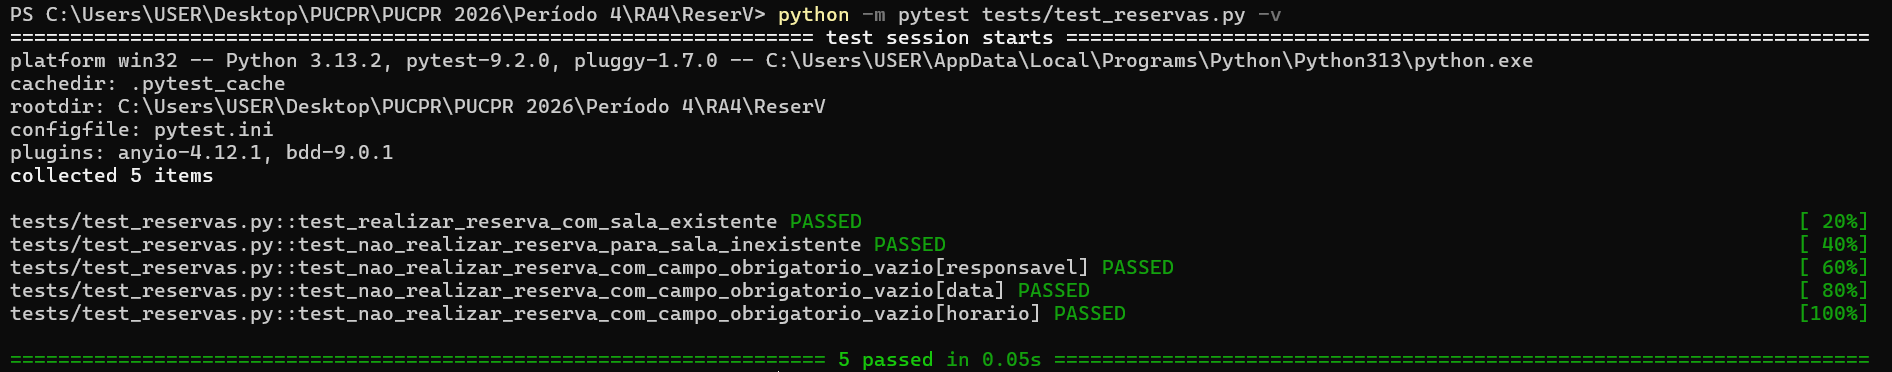 PS C:\Users\USER\Desktop\PUCPR\PUCPR 2026\Período 4\RA4\ReserV> python -m pytest tests/test_reservas.py -v
=================================================================== test session starts ===================================================================
platform win32 -- Python 3.13.2, pytest-9.2.0, pluggy-1.7.0 -- C:\Users\USER\AppData\Local\Programs\Python\Python313\python.exe
cachedir: .pytest_cache
rootdir: C:\Users\USER\Desktop\PUCPR\PUCPR 2026\Período 4\RA4\ReserV
configfile: pytest.ini
plugins: anyio-4.12.1, bdd-9.0.1
collected 5 items
tests/test_reservas.py::test_realizar_reserva_com_sala_existente PASSED [ 20%]
tests/test_reservas.py::test_nao_realizar_reserva_para_sala_inexistente PASSED [ 40%]
tests/test_reservas.py::test_nao_realizar_reserva_com_campo_obrigatorio_vazio[responsavel] PASSED [ 60%]
tests/test_reservas.py::test_nao_realizar_reserva_com_campo_obrigatorio_vazio[data] PASSED [ 80%]
tests/test_reservas.py::test_nao_realizar_reserva_com_campo_obrigatorio_vazio[horario] PASSED [100%]
==================================================================== 5 passed in 0.05s ====================================================================